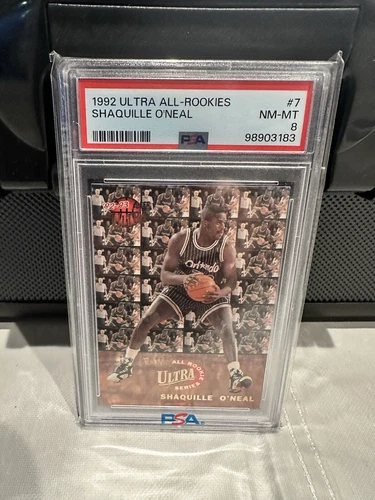 1992 ULTRA ALL-ROOKIES #7
SHAQUILLE O'NEAL NM-MT
8
PSA 98903183
Orlando
ALL-ROOKIE
ULTRA
SERIES
SHAQUILLE O'NEAL
PSA